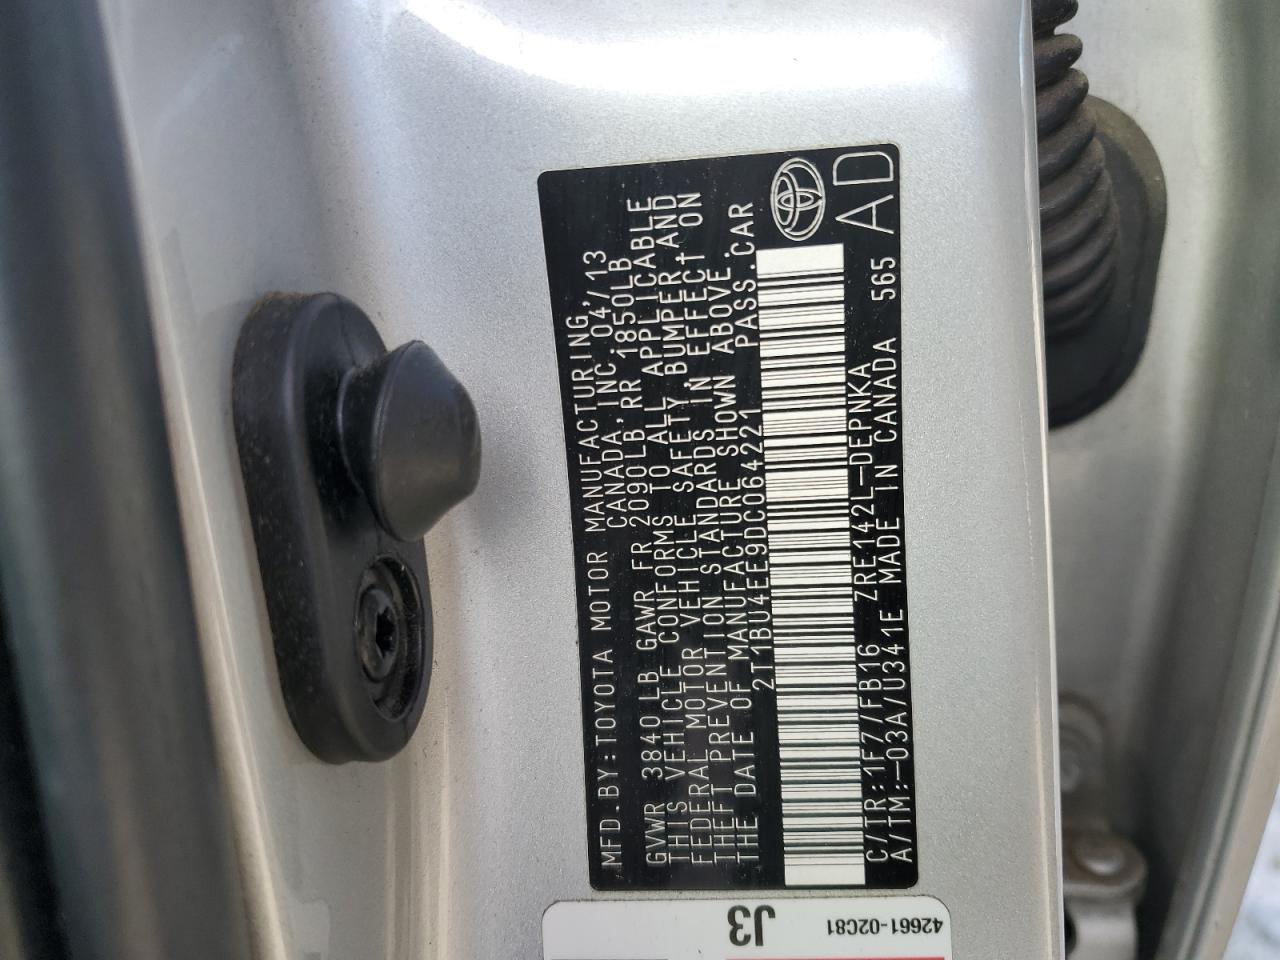 MFD.BY:TOYOTA MOTOR MANUFACTURING,
CANADA,INC.04/13
GVWR 3840LB GAWR FR 2090LB RR 1850LB
THIS VEHICLE CONFORMS TO ALL APPLICABLE
FEDERAL MOTOR VEHICLE SAFETY, BUMPER, AND
THEFT PREVENTION STANDARDS IN EFFECT ON
THE DATE OF MANUFACTURE SHOWN ABOVE.
2T1BU4EE9DC064221 PASS.CAR
C/TR:1F7/FB16 ZRE142L-DEPNKA
A/TM:-03A/U341E MADE IN CANADA 565
AD
J3
42661-02C81